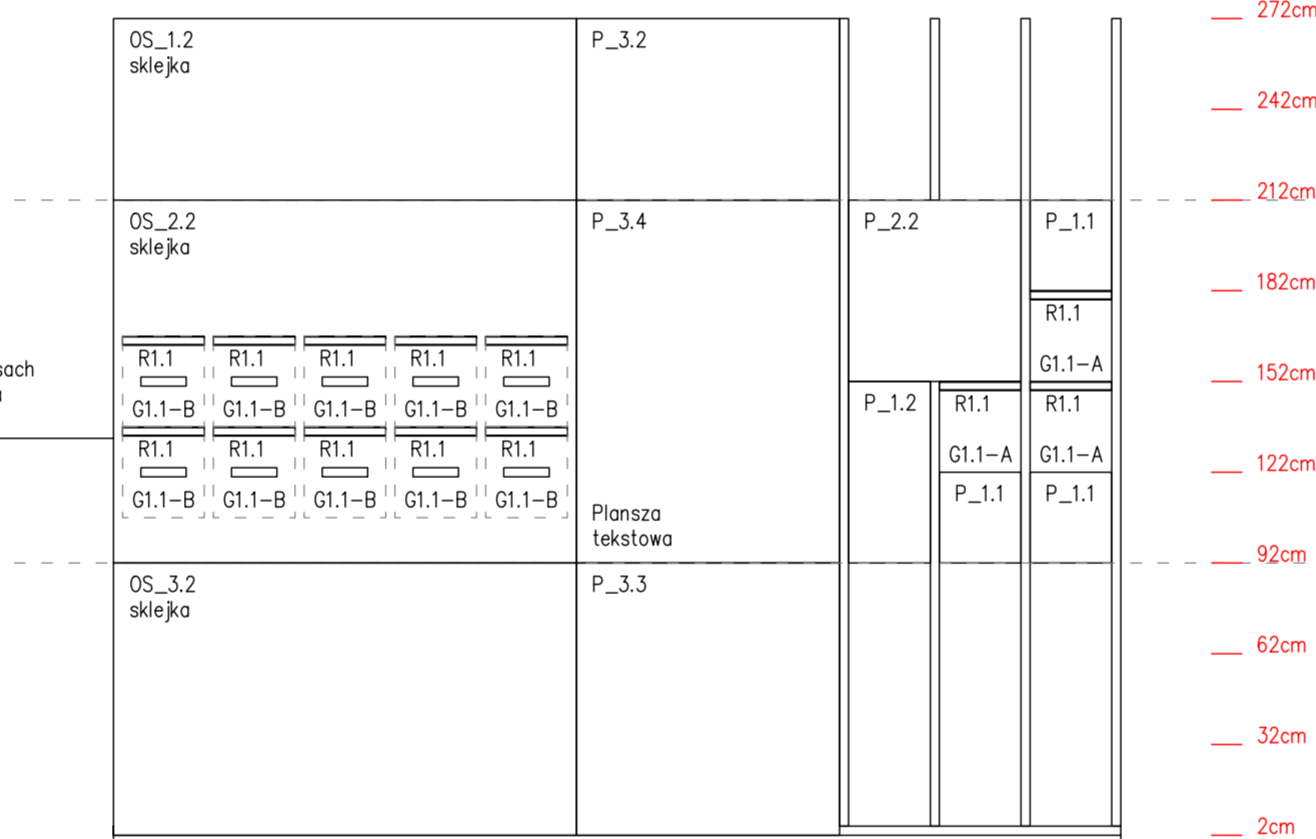 OS_1.2
sklejka
P_3.2
272cm
242cm
212cm
OS_2.2
sklejka
P_3.4
P_2.2
P_1.1
182cm
R1.1
G1.1-A
152cm
R1.1 R1.1 R1.1 R1.1 R1.1
G1.1-B G1.1-B G1.1-B G1.1-B G1.1-B
P_1.2
R1.1
R1.1
R1.1 R1.1 R1.1 R1.1 R1.1
G1.1-B G1.1-B G1.1-B G1.1-B G1.1-B
G1.1-A
G1.1-A
122cm
P_1.1
P_1.1
Plansza
tekstowa
92cm
OS_3.2
sklejka
P_3.3
62cm
32cm
2cm